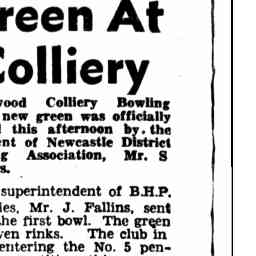 reen At
Colliery
wood Colliery Bowling
new green was officially
this afternoon by the
ent of Newcastle District
g Association, Mr. S
s.
superintendent of B.H.P.
ies, Mr. J. Fallins, sent
he first bowl. The green
ven rinks. The club in
entering the No. 5 pen-